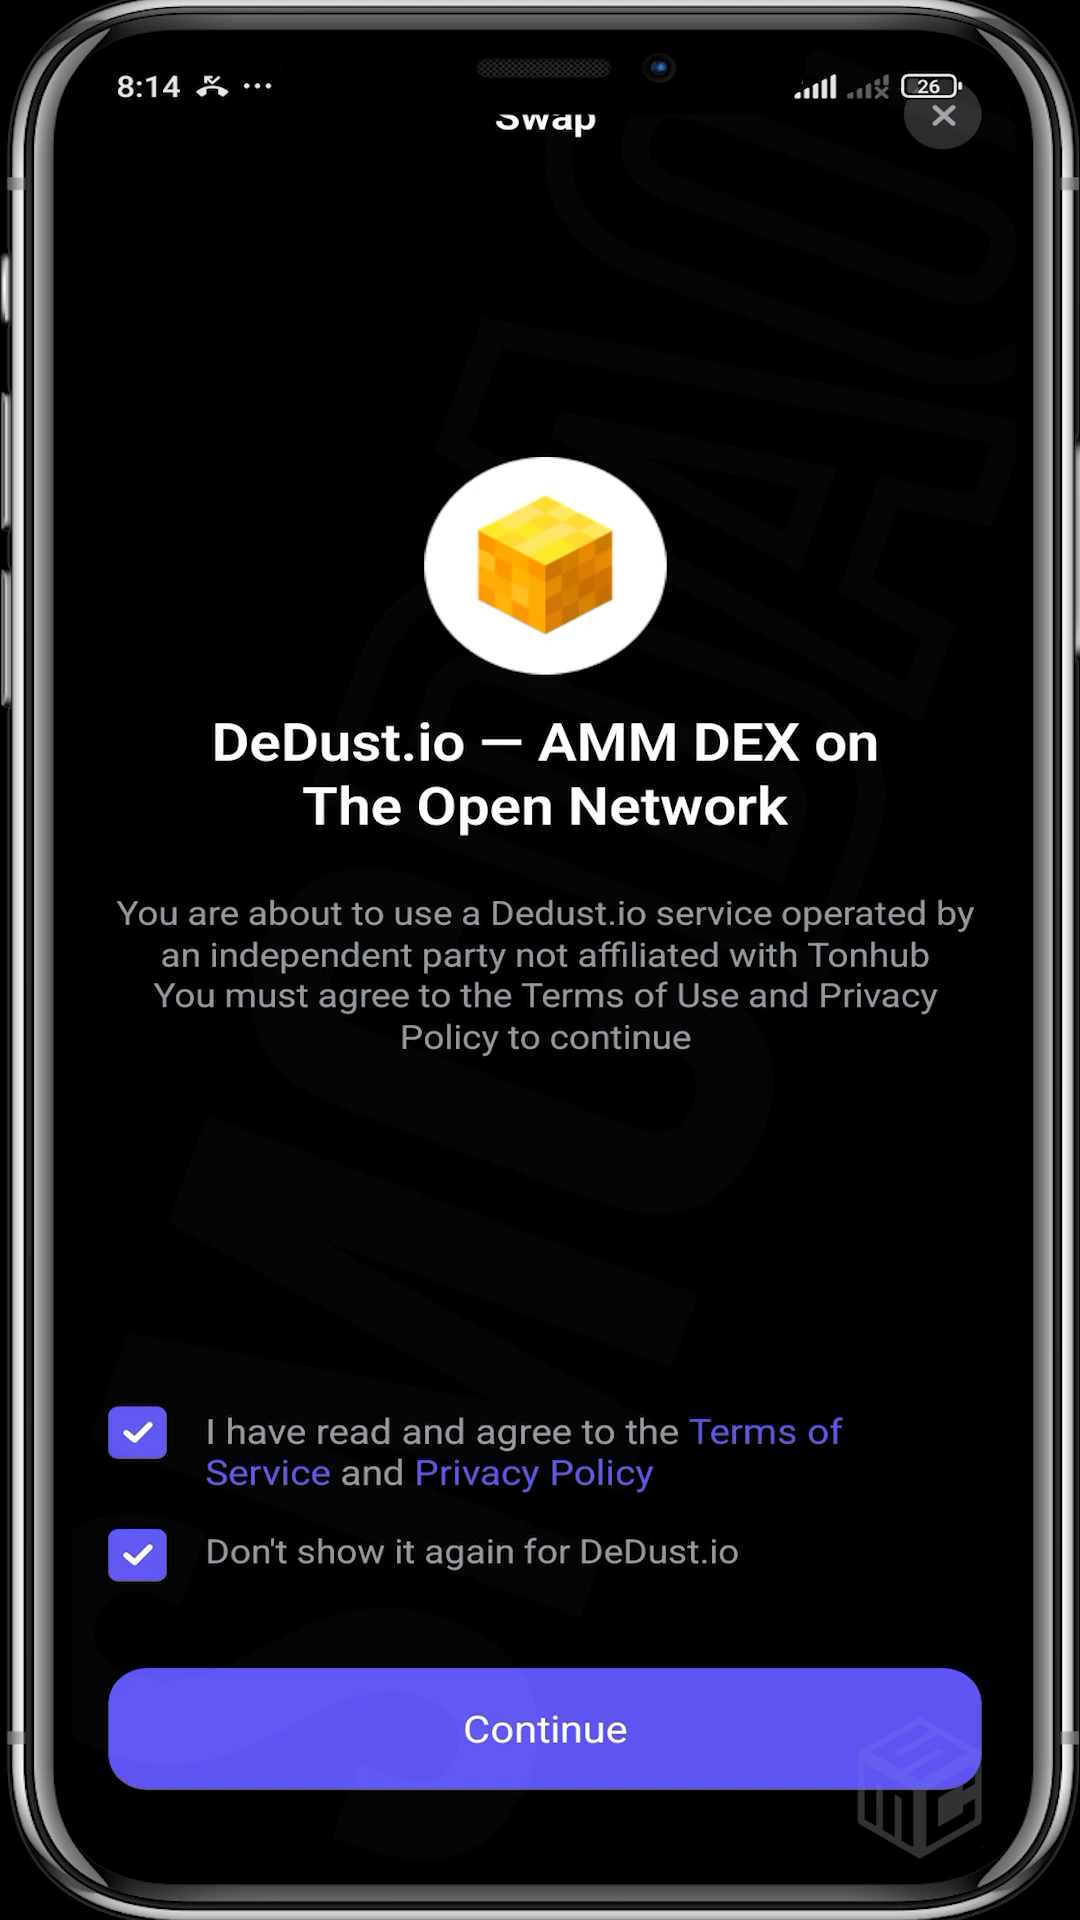 8:14
26
Swap
DeDust.io — AMM DEX on
The Open Network
You are about to use a Dedust.io service operated by
an independent party not affiliated with Tonhub
You must agree to the Terms of Use and Privacy
Policy to continue
I have read and agree to the Terms of
Service and Privacy Policy
Don't show it again for DeDust.io
Continue